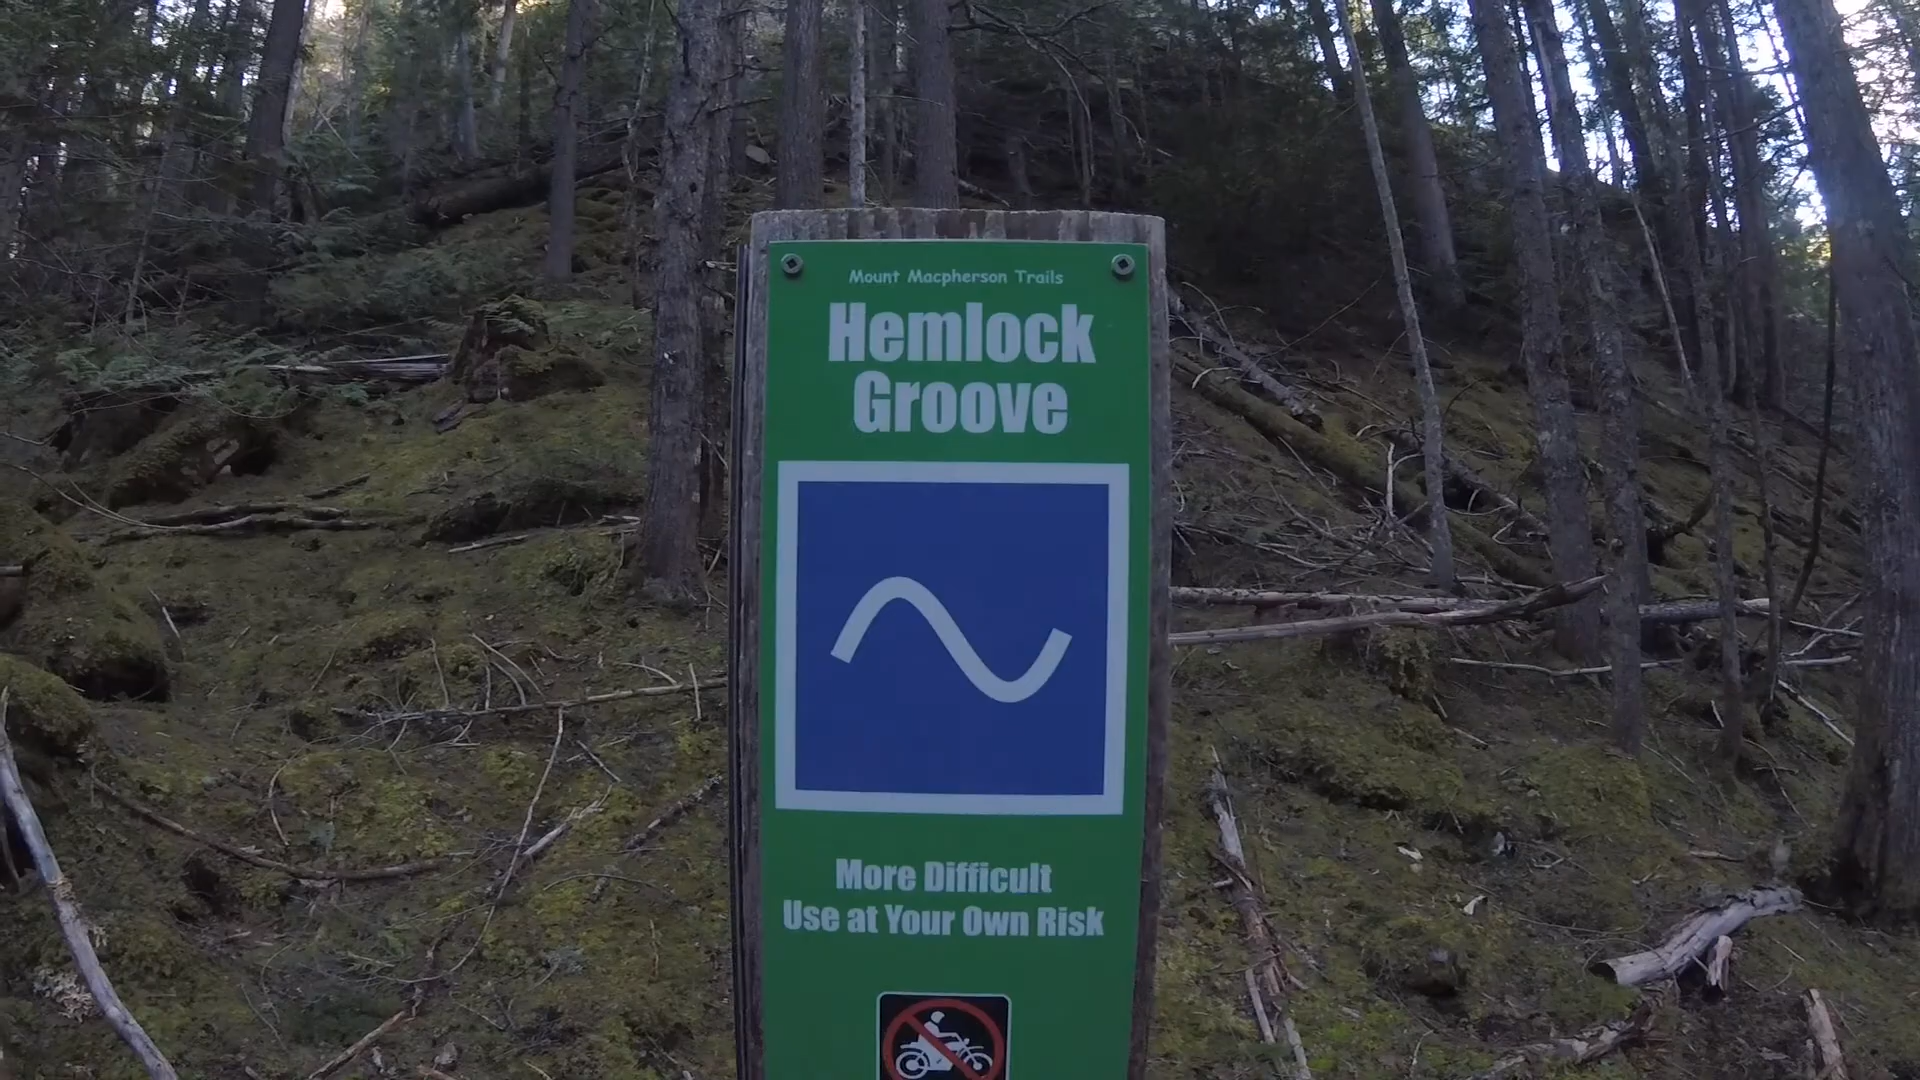 Mount Macpherson Trails
Hemlock
Groove
More Difficult
Use at Your Own Risk